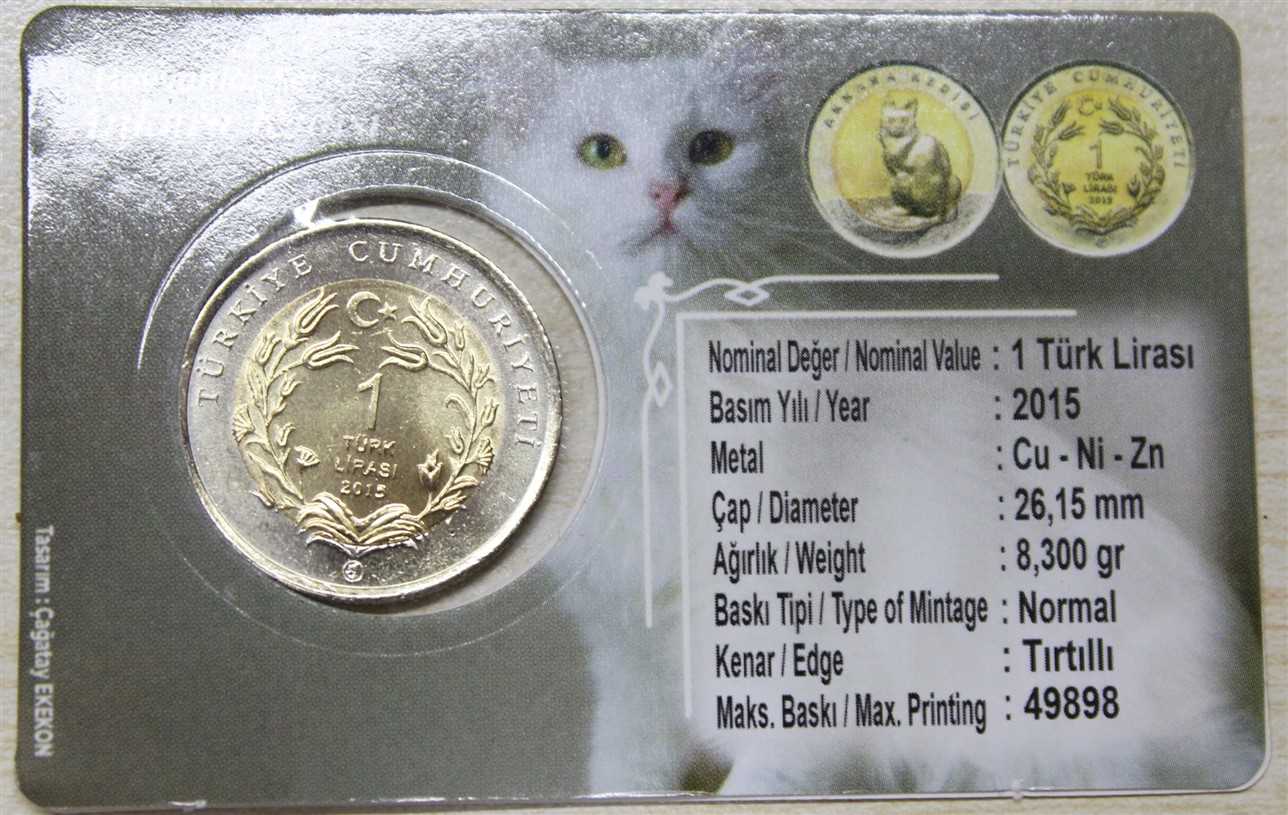 ANKARA KEDİSİ
TÜRKİYE CUMHURİYETİ
1
TÜRK
LİRASI
2015
TÜRKİYE CUMHURİYETİ
1
TÜRK
LİRASI
2015
Nominal Değer / Nominal Value : 1 Türk Lirası
Basım Yılı / Year : 2015
Metal : Cu - Ni - Zn
Çap / Diameter : 26,15 mm
Ağırlık / Weight : 8,300 gr
Baskı Tipi / Type of Mintage : Normal
Kenar / Edge : Tırtıllı
Maks. Baskı / Max. Printing : 49898
Tasarım : Çağatay EKEKON